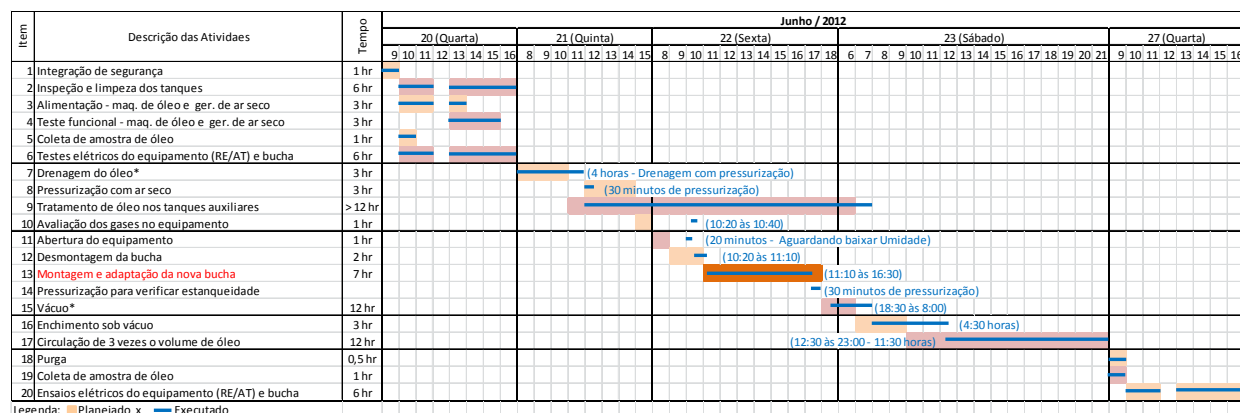 Item Descrição das Atividaes Tempo Junho / 2012
20 (Quarta) 21 (Quinta) 22 (Sexta) 23 (Sábado) 27 (Quarta)
9 10 11 12 13 14 15 16 8 9 10 11 12 13 14 15 8 9 10 11 12 13 14 15 16 17 18 6 7 8 9 10 11 12 13 14 15 16 17 18 19 20 21 9 10 11 12 13 14 15 16
1 Integração de segurança 1 hr
2 Inspeção e limpeza dos tanques 6 hr
3 Alimentação - maq. de óleo e ger. de ar seco 3 hr
4 Teste funcional - maq. de óleo e ger. de ar seco 3 hr
5 Coleta de amostra de óleo 1 hr
6 Testes elétricos do equipamento (RE/AT) e bucha 6 hr
7 Drenagem do óleo* 3 hr (4 horas - Drenagem com pressurização)
8 Pressurização com ar seco 3 hr (30 minutos de pressurização)
9 Tratamento de óleo nos tanques auxiliares > 12 hr
10 Avaliação dos gases no equipamento 1 hr (10:20 às 10:40)
11 Abertura do equipamento 1 hr (20 minutos - Aguardando baixar Umidade)
12 Desmontagem da bucha 2 hr (10:20 às 11:10)
13 Montagem e adaptação da nova bucha 7 hr (11:10 às 16:30)
14 Pressurização para verificar estanqueidade (30 minutos de pressurização)
15 Vácuo* 12 hr (18:30 às 8:00)
16 Enchimento sob vácuo 3 hr (4:30 horas)
17 Circulação de 3 vezes o volume de óleo 12 hr (12:30 às 23:00 - 11:30 horas)
18 Purga 0,5 hr
19 Coleta de amostra de óleo 1 hr
20 Ensaios elétricos do equipamento (RE/AT) e bucha 6 hr
Legenda: Planejado x Executado